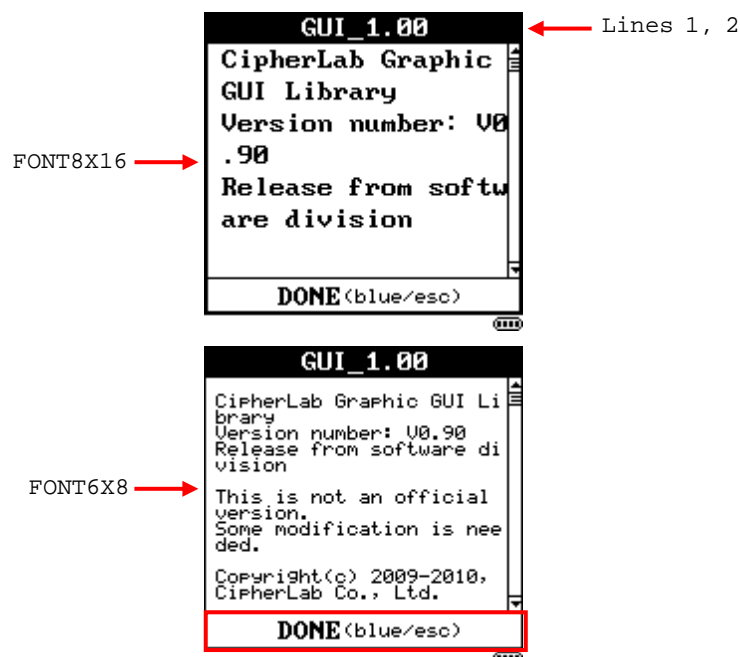 GUI_1.00
Lines 1, 2
CipherLab Graphic
GUI Library
Version number: V0
.90
FONT8X16
Release from softw
are division
DONE(blue/esc)
GUI_1.00
CipherLab Graphic GUI Li
brary
Version number: V0.90
Release from software di
vision
FONT6X8
This is not an official
version.
Some modification is nee
ded.
Copyright(c) 2009-2010,
CipherLab Co., Ltd.
DONE(blue/esc)